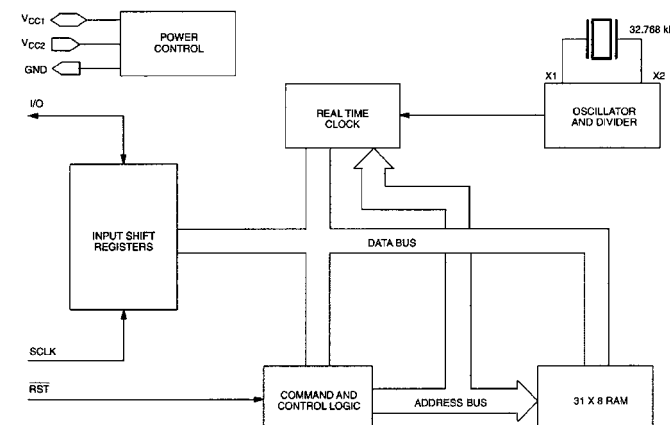 VCC1
VCC2
GND
POWER
CONTROL
32.768 k
X1
X2
OSCILLATOR
AND DIVIDER
I/O
REAL TIME
CLOCK
INPUT SHIFT
REGISTERS
DATA BUS
SCLK
RST
COMMAND AND
CONTROL LOGIC
ADDRESS BUS
31 X 8 RAM